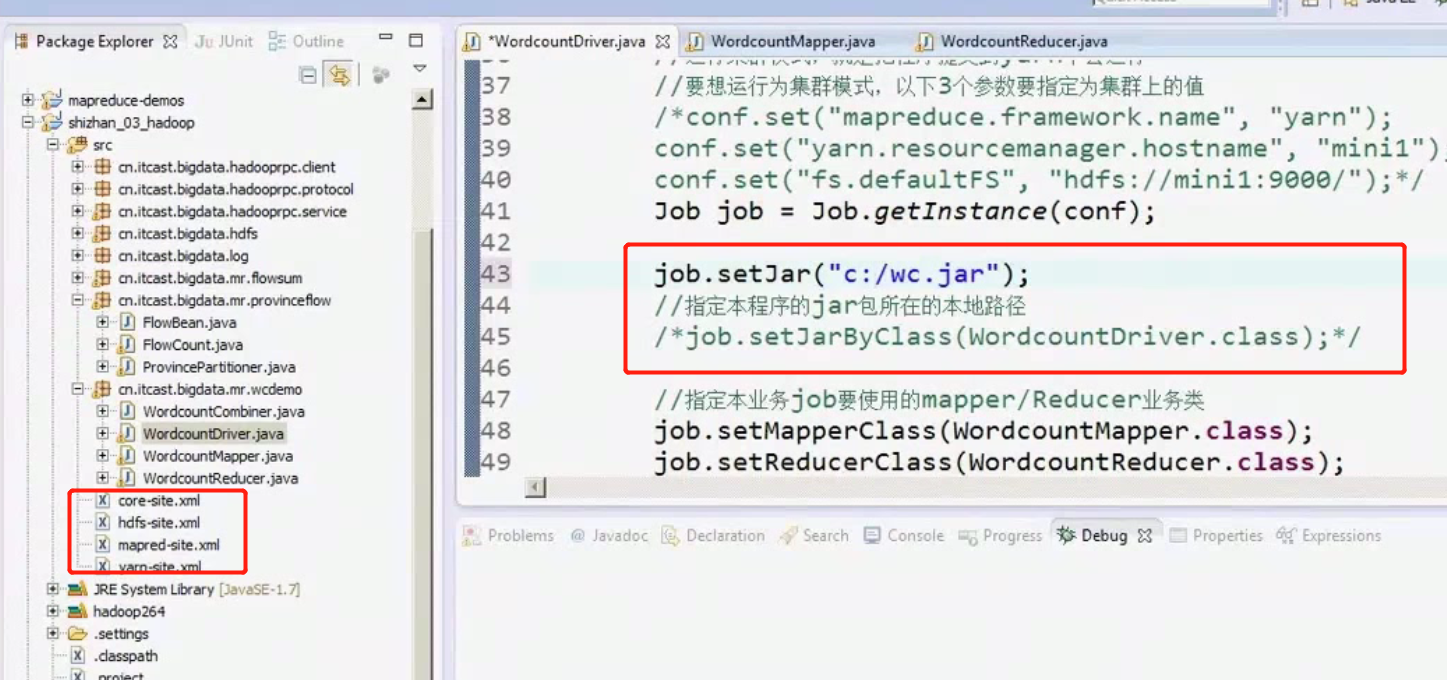 Package Explorer
JUnit
Outline
mapreduce-demos
shizhan_03_hadoop
src
cn.itcast.bigdata.hadooprpc.client
cn.itcast.bigdata.hadooprpc.protocol
cn.itcast.bigdata.hadooprpc.service
cn.itcast.bigdata.hdfs
cn.itcast.bigdata.log
cn.itcast.bigdata.mr.flowsum
cn.itcast.bigdata.mr.provinceflow
FlowBean.java
FlowCount.java
ProvincePartitioner.java
cn.itcast.bigdata.mr.wcdemo
WordcountCombiner.java
WordcountDriver.java
WordcountMapper.java
WordcountReducer.java
core-site.xml
hdfs-site.xml
mapred-site.xml
yarn-site.xml
JRE System Library [JavaSE-1.7]
hadoop264
.settings
.classpath
.project
*WordcountDriver.java
WordcountMapper.java
WordcountReducer.java
37 //要想运行为集群模式，以下3个参数要指定为集群上的值
38 /*conf.set("mapreduce.framework.name", "yarn");
39 conf.set("yarn.resourcemanager.hostname", "mini1");
40 conf.set("fs.defaultFS", "hdfs://mini1:9000/");*/
41 Job job = Job.getInstance(conf);
42
43 job.setJar("c:/wc.jar");
44 //指定本程序的jar包所在的本地路径
45 /*job.setJarByClass(WordcountDriver.class);*/
46
47 //指定本业务job要使用的mapper/Reducer业务类
48 job.setMapperClass(WordcountMapper.class);
49 job.setReducerClass(WordcountReducer.class);
Problems
@ Javadoc
Declaration
Search
Console
Progress
Debug
Properties
Expressions